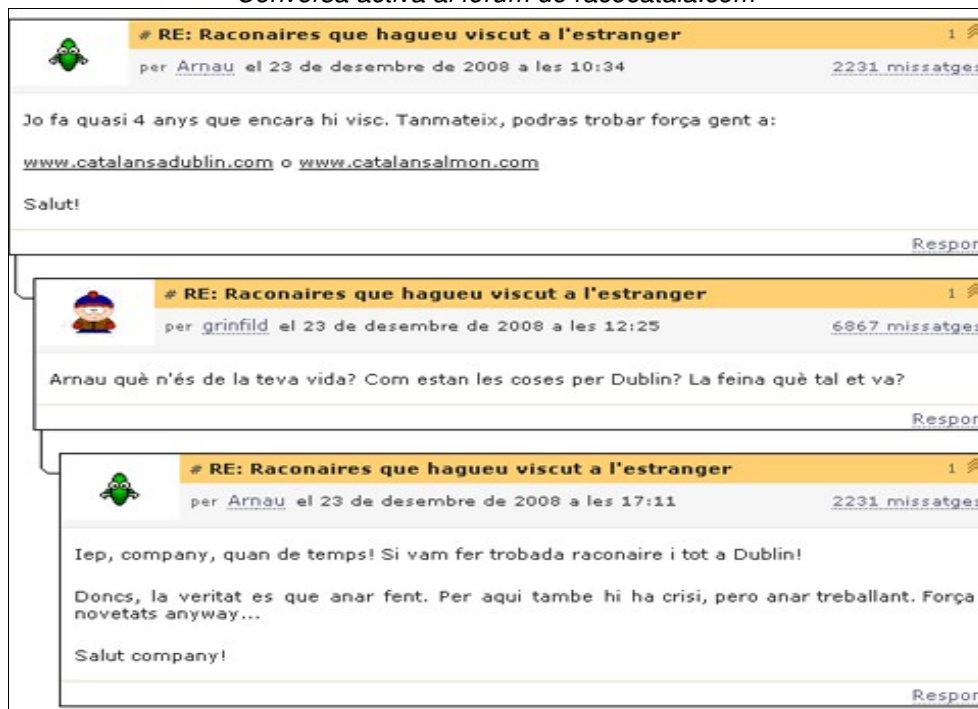 Conversa activa al fòrum de racocatala.com
# RE: Raconaires que hagueu viscut a l'estranger 1
per Arnau el 23 de desembre de 2008 a les 10:34 2231 missatges
Jo fa quasi 4 anys que encara hi visc. Tanmateix, podras trobar força gent a:
www.catalansadublin.com o www.catalansalmon.com
Salut!
Respon
# RE: Raconaires que hagueu viscut a l'estranger 1
per grinfild el 23 de desembre de 2008 a les 12:25 6867 missatges
Arnau què n'és de la teva vida? Com estan les coses per Dublin? La feina què tal et va?
Respon
# RE: Raconaires que hagueu viscut a l'estranger 1
per Arnau el 23 de desembre de 2008 a les 17:11 2231 missatges
Iep, company, quan de temps! Si vam fer trobada raconaire i tot a Dublin!
Doncs, la veritat es que anar fent. Per aqui tambe hi ha crisi, pero anar treballant. Força
novetats anyway...
Salut company!
Respon